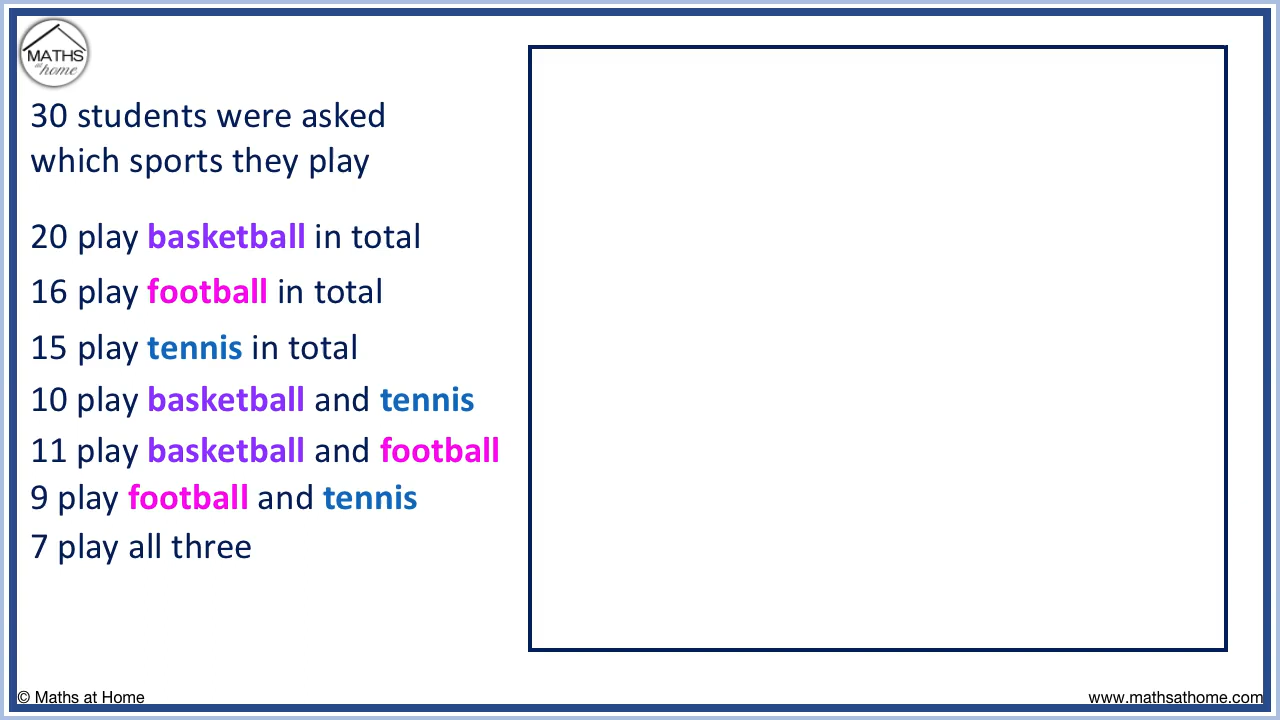 MATHS
at
home
30 students were asked
which sports they play
20 play basketball in total
16 play football in total
15 play tennis in total
10 play basketball and tennis
11 play basketball and football
9 play football and tennis
7 play all three
© Maths at Home
www.mathsathome.com